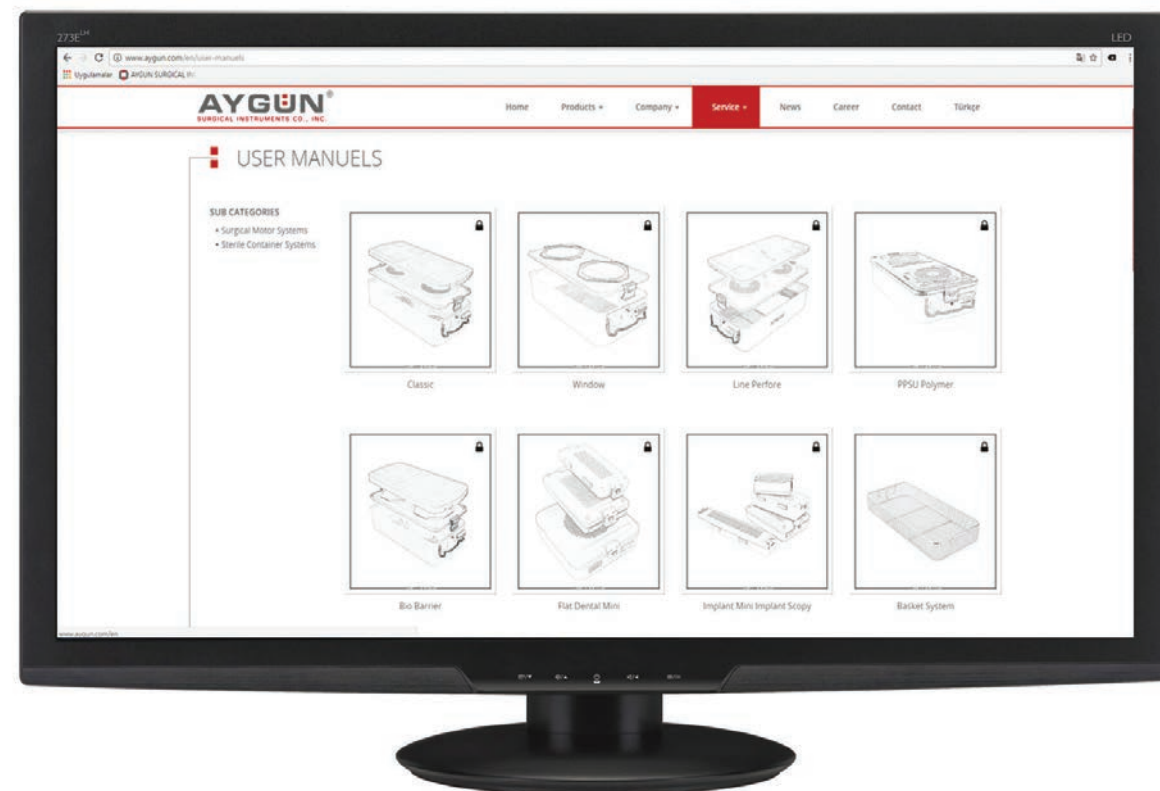 273E LH
LED
www.aygun.com/en/user-manuels
Uygulamalar AYGUN SURGICAL IN
AYGÜN®
SURGICAL INSTRUMENTS CO., INC.
Home Products Company Service News Career Contact Türkçe
USER MANUELS
SUB CATEGORIES
• Surgical Motor Systems
• Sterile Container Systems
Classic Window Line Perfore PPSU Polymer
Bio Barrier Flat Dental Mini Implant Mini Implant Scopy Basket System
www.aygun.com/en